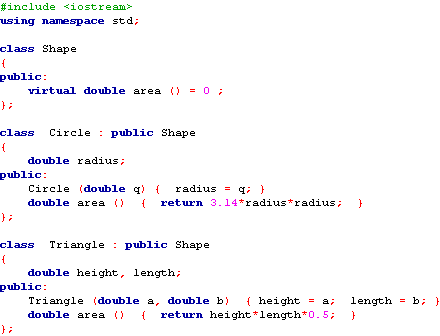 #include <iostream>
using namespace std;
class Shape
{
public:
virtual double area () = 0 ;
};
class  Circle : public Shape
{
double radius;
public:
Circle (double q) {  radius = q; }
double area ()  {  return 3.14*radius*radius;  }
};
class  Triangle : public Shape
{
double height, length;
public:
Triangle (double a, double b)  { height = a;  length = b; }
double area ()  {  return height*length*0.5;  }
};